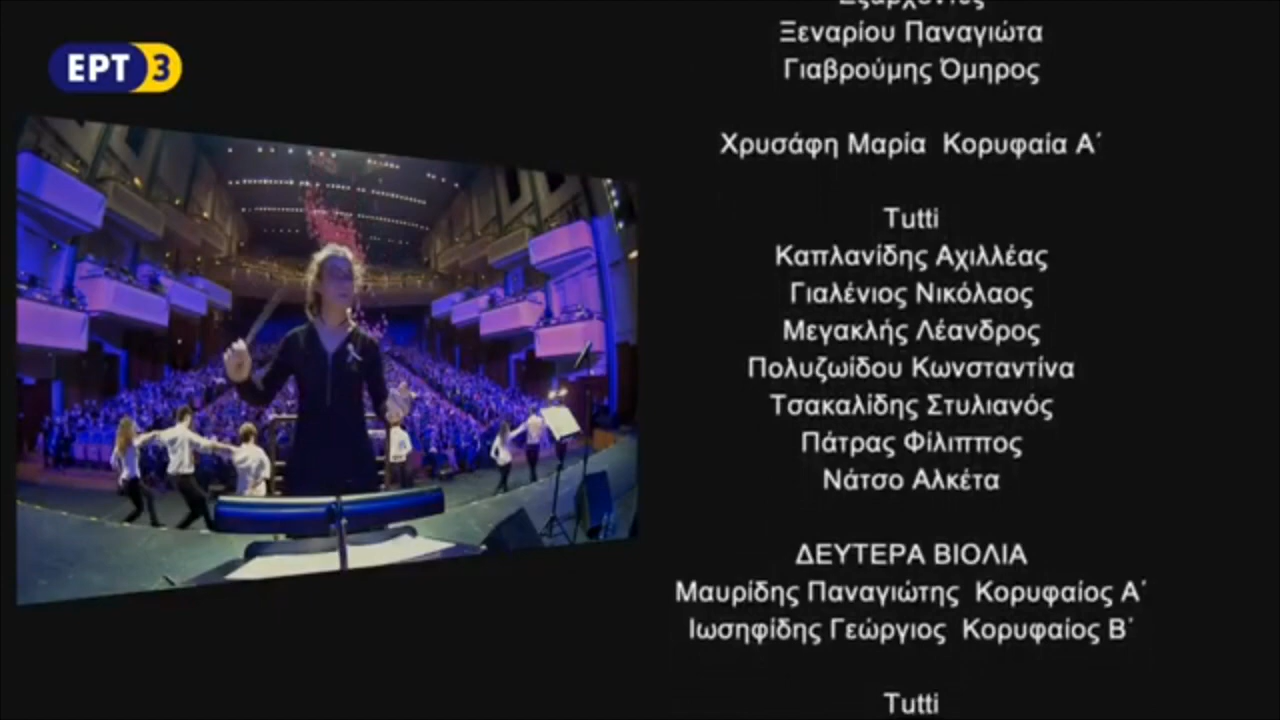 ΕΡΤ 3
Εξάρχοντες
Ξεναρίου Παναγιώτα
Γιαβρούμης Όμηρος
Χρυσάφη Μαρία Κορυφαία Α΄
Tutti
Καπλανίδης Αχιλλέας
Γιαλένιος Νικόλαος
Μεγακλής Λέανδρος
Πολυζωίδου Κωνσταντίνα
Τσακαλίδης Στυλιανός
Πάτρας Φίλιππος
Νάτσο Αλκέτα
ΔΕΥΤΕΡΑ ΒΙΟΛΙΑ
Μαυρίδης Παναγιώτης Κορυφαίος Α΄
Ιωσηφίδης Γεώργιος Κορυφαίος Β΄
Tutti